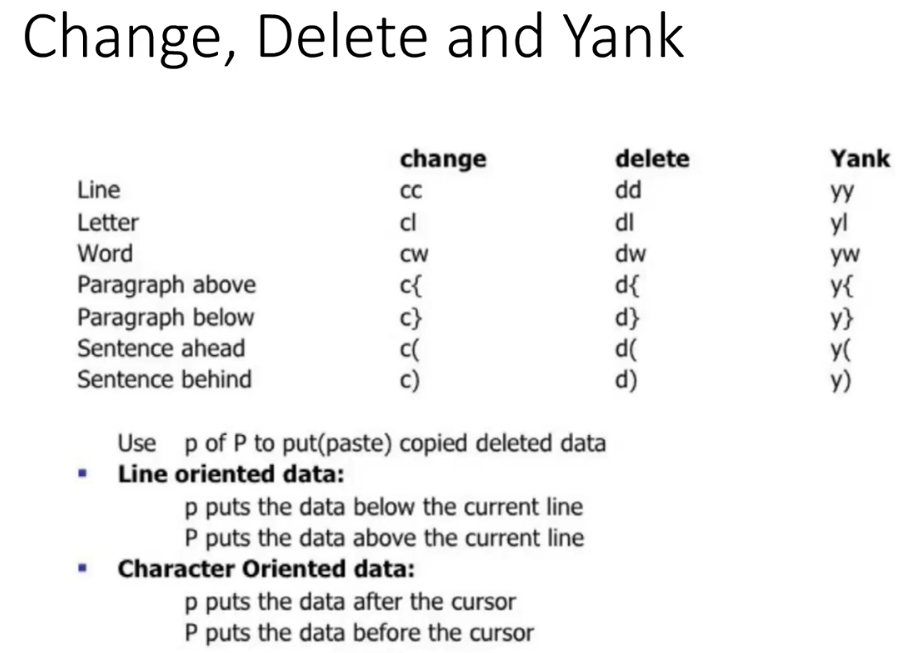 Change, Delete and Yank
change delete Yank
Line cc dd yy
Letter cl dl yl
Word cw dw yw
Paragraph above c{ d{ y{
Paragraph below c} d} y}
Sentence ahead c( d( y(
Sentence behind c) d) y)
Use p of P to put(paste) copied deleted data
▪ Line oriented data:
p puts the data below the current line
P puts the data above the current line
▪ Character Oriented data:
p puts the data after the cursor
P puts the data before the cursor